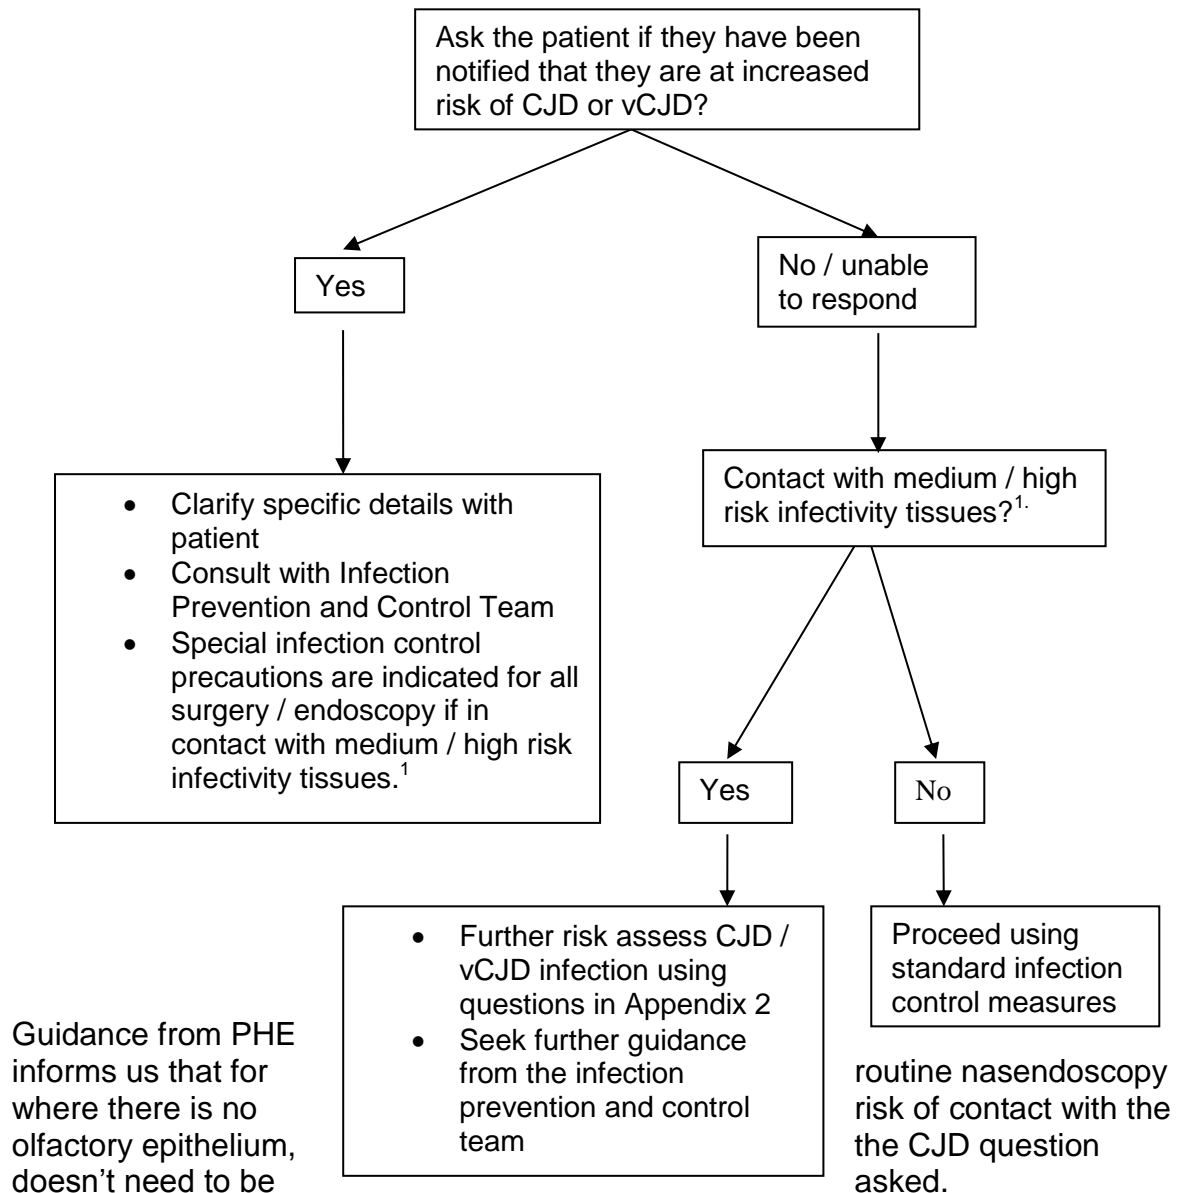 Ask the patient if they have been
notified that they are at increased
risk of CJD or vCJD?
Yes
No / unable
to respond
• Clarify specific details with
patient
• Consult with Infection
Prevention and Control Team
• Special infection control
precautions are indicated for all
surgery / endoscopy if in
contact with medium / high risk
infectivity tissues.1
Contact with medium / high
risk infectivity tissues?1.
Yes
No
• Further risk assess CJD /
vCJD infection using
questions in Appendix 2
• Seek further guidance
from the infection
prevention and control
team
Proceed using
standard infection
control measures
Guidance from PHE
informs us that for routine nasendoscopy
where there is no risk of contact with the
olfactory epithelium, the CJD question
doesn’t need to be asked.